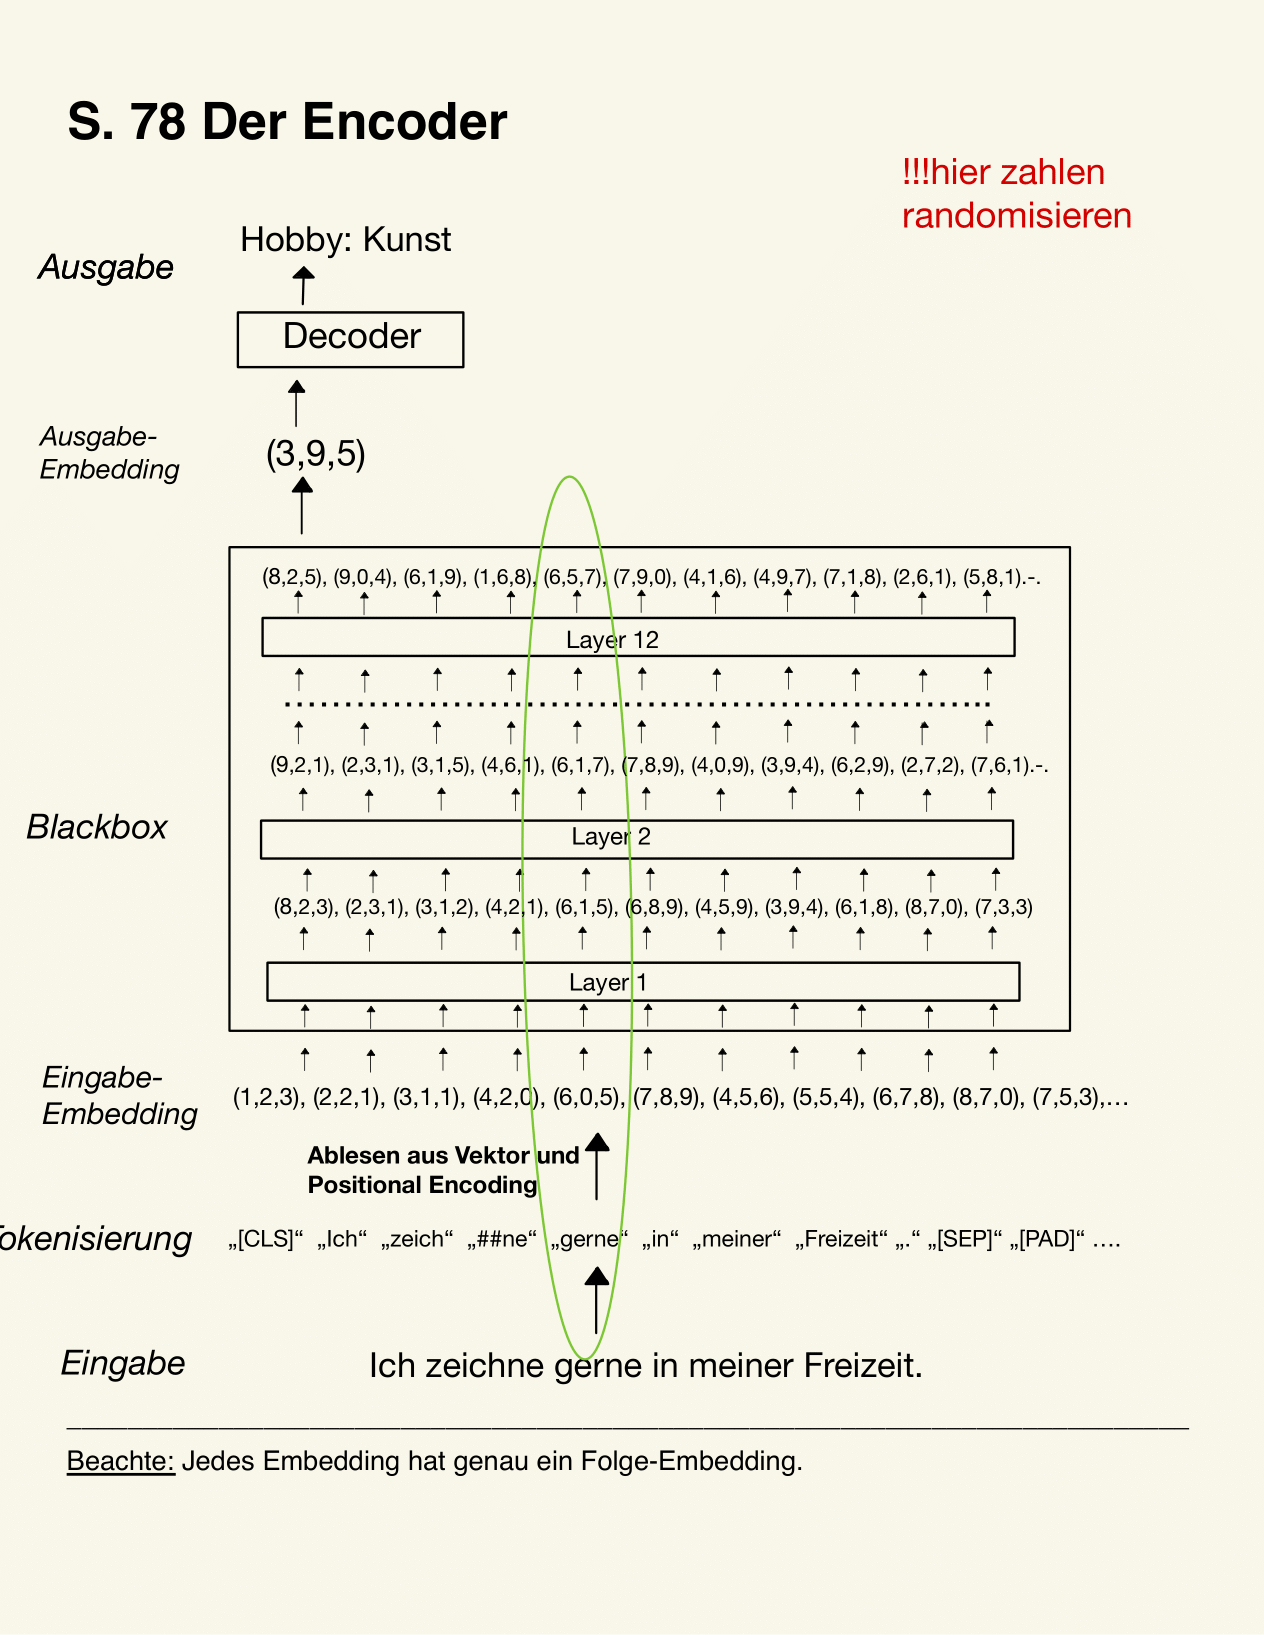 S. 78 Der Encoder
!!!hier zahlen
randomisieren
Hobby: Kunst
Ausgabe
Decoder
Ausgabe-
Embedding
(3,9,5)
(8,2,5), (9,0,4), (6,1,9), (1,6,8), (6,5,7), (7,9,0), (4,1,6), (4,9,7), (7,1,8), (2,6,1), (5,8,1).-.
Layer 12
(9,2,1), (2,3,1), (3,1,5), (4,6,1), (6,1,7), (7,8,9), (4,0,9), (3,9,4), (6,2,9), (2,7,2), (7,6,1).-.
Blackbox
Layer 2
(8,2,3), (2,3,1), (3,1,2), (4,2,1), (6,1,5), (6,8,9), (4,5,9), (3,9,4), (6,1,8), (8,7,0), (7,3,3)
Layer 1
Eingabe-
Embedding
(1,2,3), (2,2,1), (3,1,1), (4,2,0), (6,0,5), (7,8,9), (4,5,6), (5,5,4), (6,7,8), (8,7,0), (7,5,3),…
Ablesen aus Vektor und
Positional Encoding
Tokenisierung „[CLS]“ „Ich“ „zeich“ „##ne“ „gerne“ „in“ „meiner“ „Freizeit“ „.“ „[SEP]“ „[PAD]“ ….
Eingabe
Ich zeichne gerne in meiner Freizeit.
Beachte: Jedes Embedding hat genau ein Folge-Embedding.